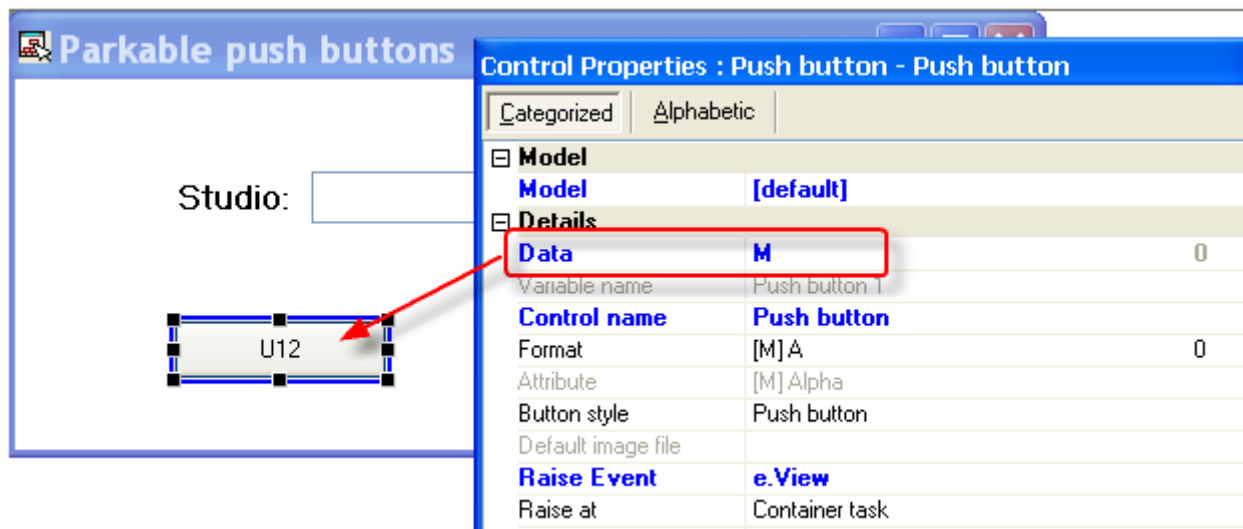 Parkable push buttons
Control Properties : Push button - Push button
Categorized Alphabetic
Model
Model [default]
Studio:
Details
Data M 0
Variable name Push button 1
Control name Push button
U12
Format [M] A 0
Attribute [M] Alpha
Button style Push button
Default image file
Raise Event e.View
Raise at Container task